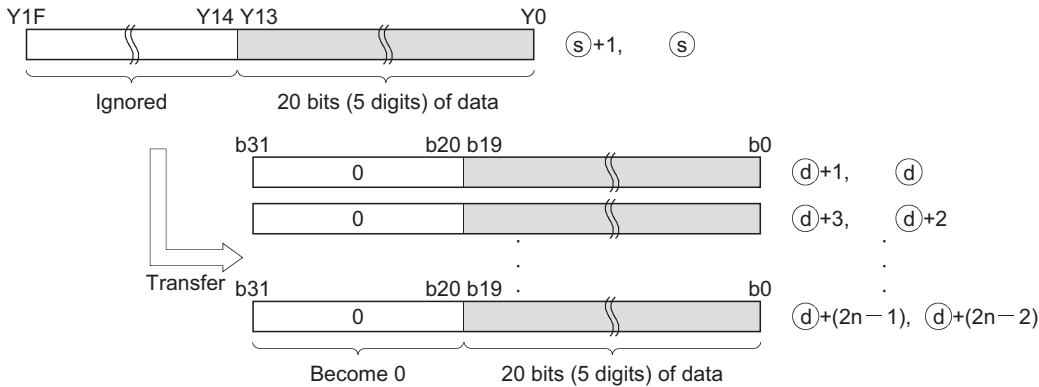 Y1F Y14 Y13 Y0
s+1, s
Ignored 20 bits (5 digits) of data
b31 b20 b19 b0
0 d+1, d
0 d+3, d+2
Transfer
b31 b20 b19 b0
0 d+(2n−1), d+(2n−2)
Become 0 20 bits (5 digits) of data